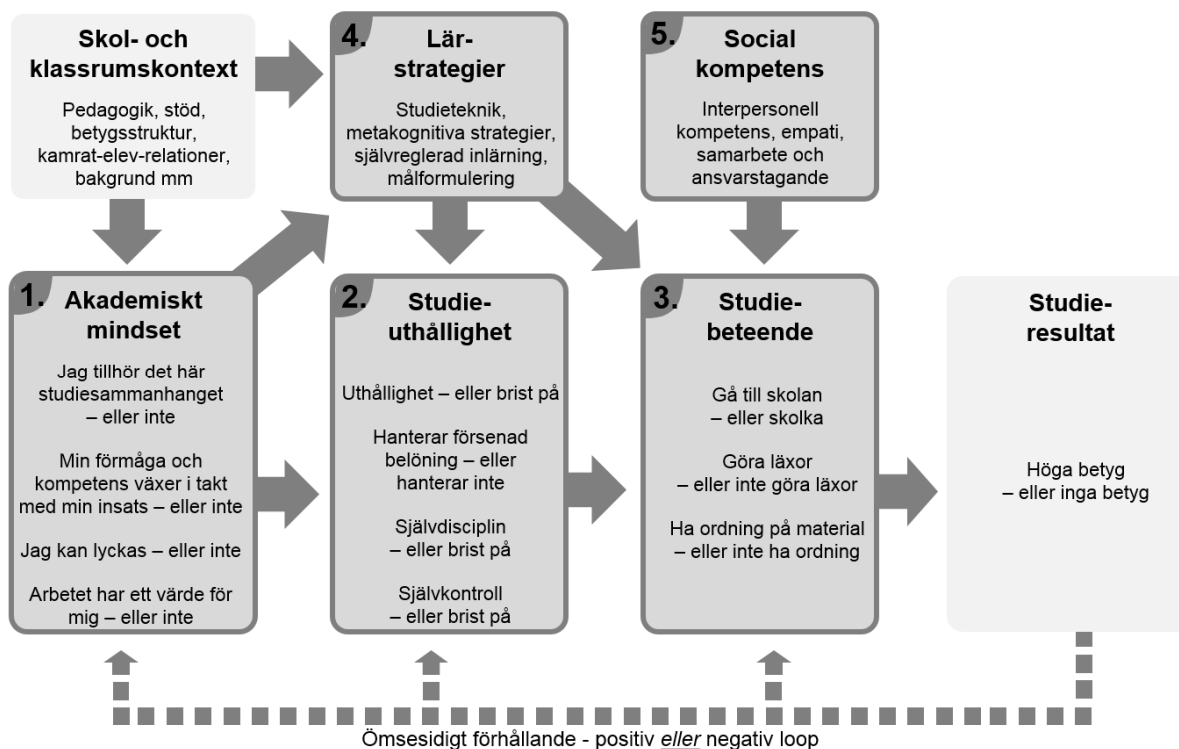 Skol- och
klassrumskontext
Pedagogik, stöd,
betygsstruktur,
kamrat-elev-relationer,
bakgrund mm
4.
Lär-
strategier
Studieteknik,
metakognitiva strategier,
självreglerad inlärning,
målformulering
5.
Social
kompetens
Interpersonell
kompetens, empati,
samarbete och
ansvarstagande
1.
Akademiskt
mindset
Jag tillhör det här
studiesammanhanget
– eller inte
Min förmåga och
kompetens växer i takt
med min insats – eller inte
Jag kan lyckas – eller inte
Arbetet har ett värde för
mig – eller inte
2.
Studie-
uthållighet
Uthållighet – eller brist på
Hanterar försenad
belöning – eller
hanterar inte
Självdisciplin
– eller brist på
Självkontroll
– eller brist på
3.
Studie-
beteende
Gå till skolan
– eller skolka
Göra läxor
– eller inte göra läxor
Ha ordning på material
– eller inte ha ordning
Studie-
resultat
Höga betyg
– eller inga betyg
Ömsesidigt förhållande - positiv eller negativ loop